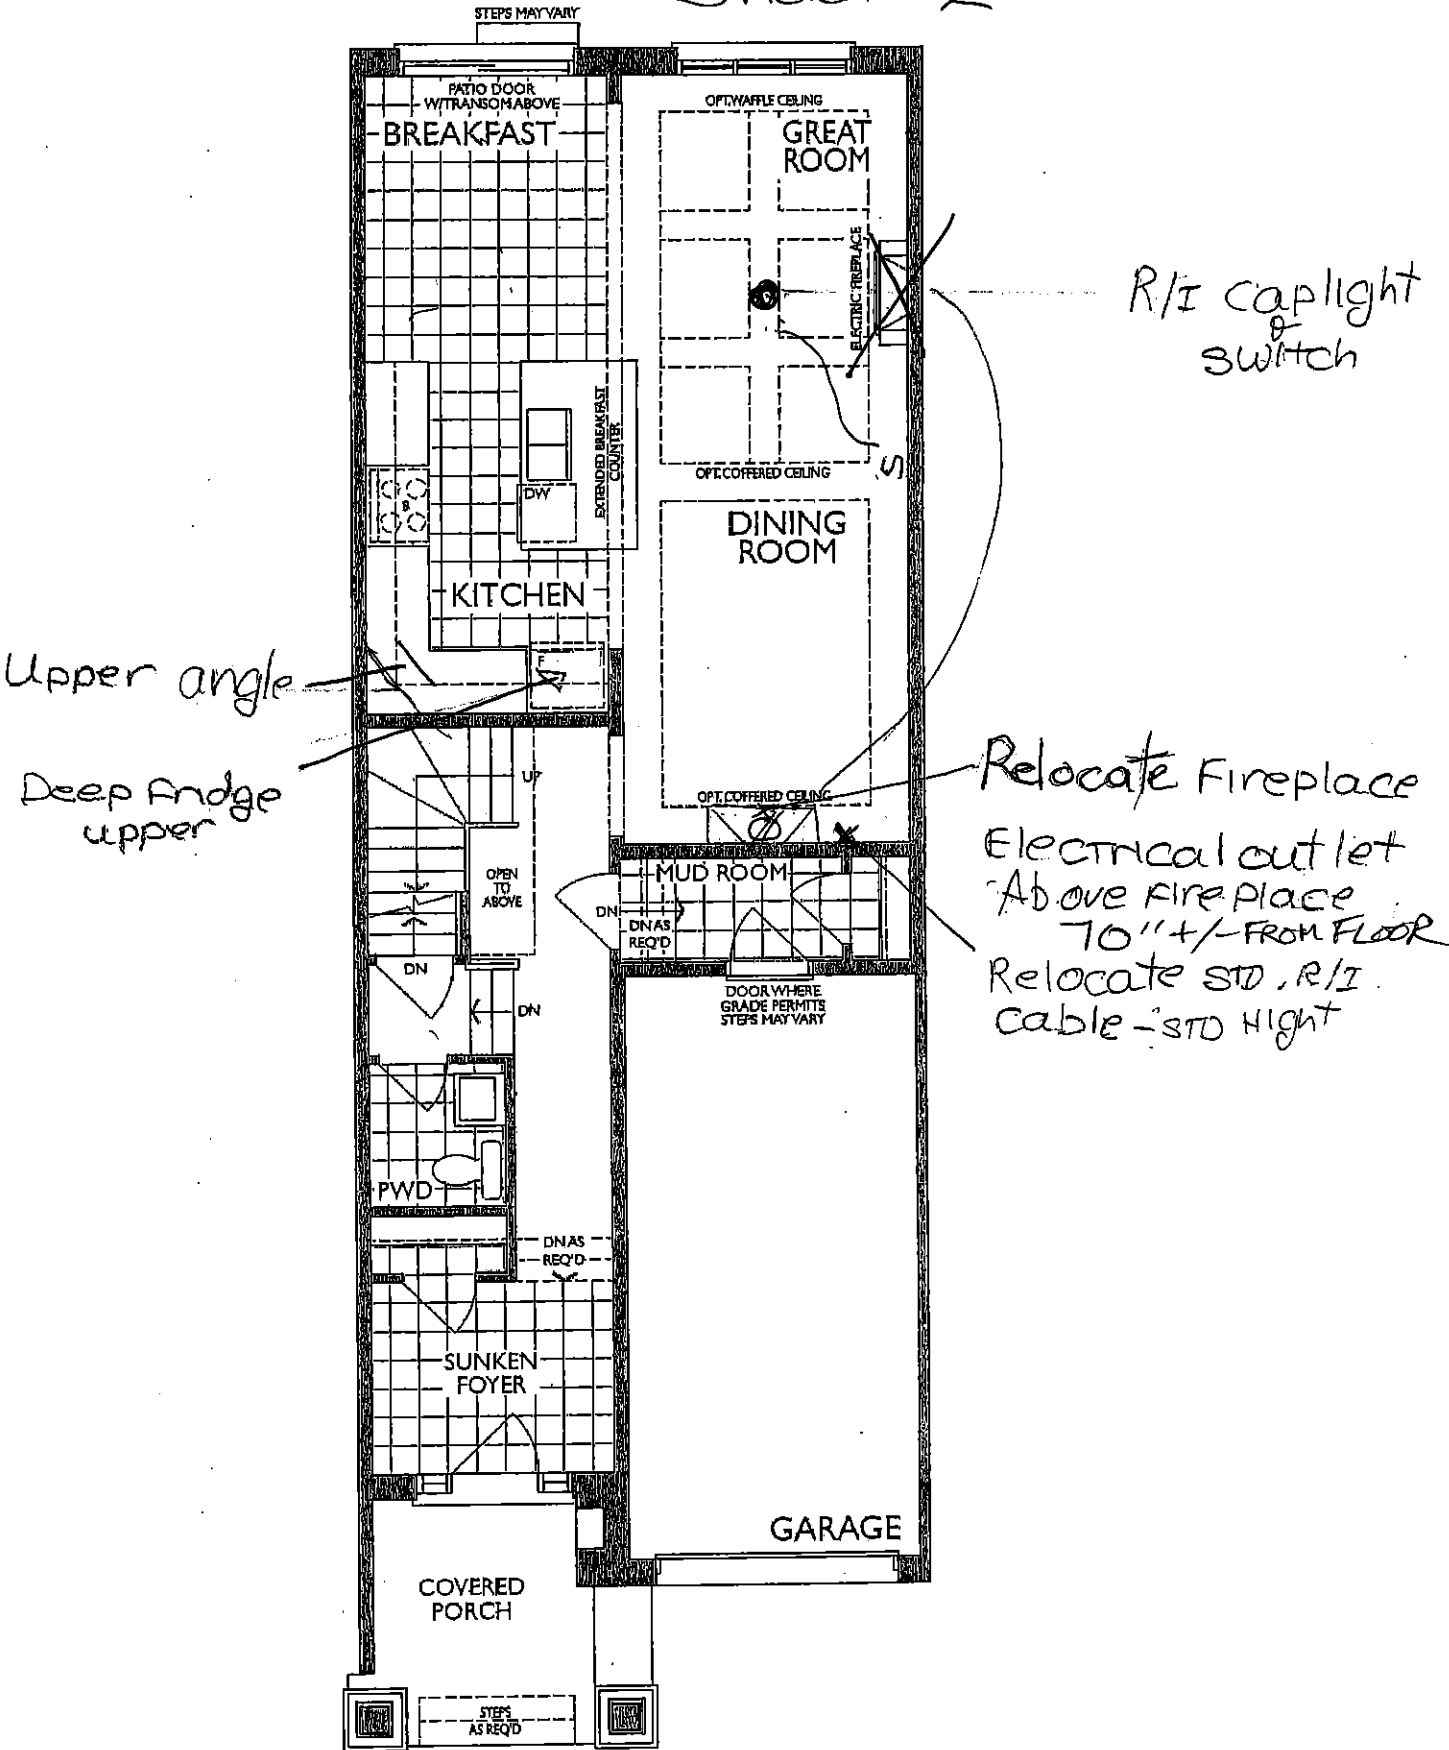 STEPS MAY VARY
PATIO DOOR
W/TRANSOM ABOVE
BREAKFAST
OPT. WAFFLE CEILING
GREAT
ROOM
ELECTRIC FIREPLACE
R/I caplight
&
switch
EXTENDED BREAKFAST
COUNTER
DW
S
OPT. COFFERED CEILING
DINING
ROOM
KITCHEN
F
Upper angle
Deep Fridge
upper
UP
OPT. COFFERED CEILING
Relocate Fireplace
Electrical outlet
Above Fireplace
70" +/- FROM FLOOR
Relocate STD. R/I
Cable - STD Hight
OPEN
TO
ABOVE
MUD ROOM
DN
DN AS
REQ'D
DN
DN
DOOR WHERE
GRADE PERMITS
STEPS MAY VARY
PWD
DN AS
REQ'D
SUNKEN
FOYER
GARAGE
COVERED
PORCH
STEPS
AS REQ'D